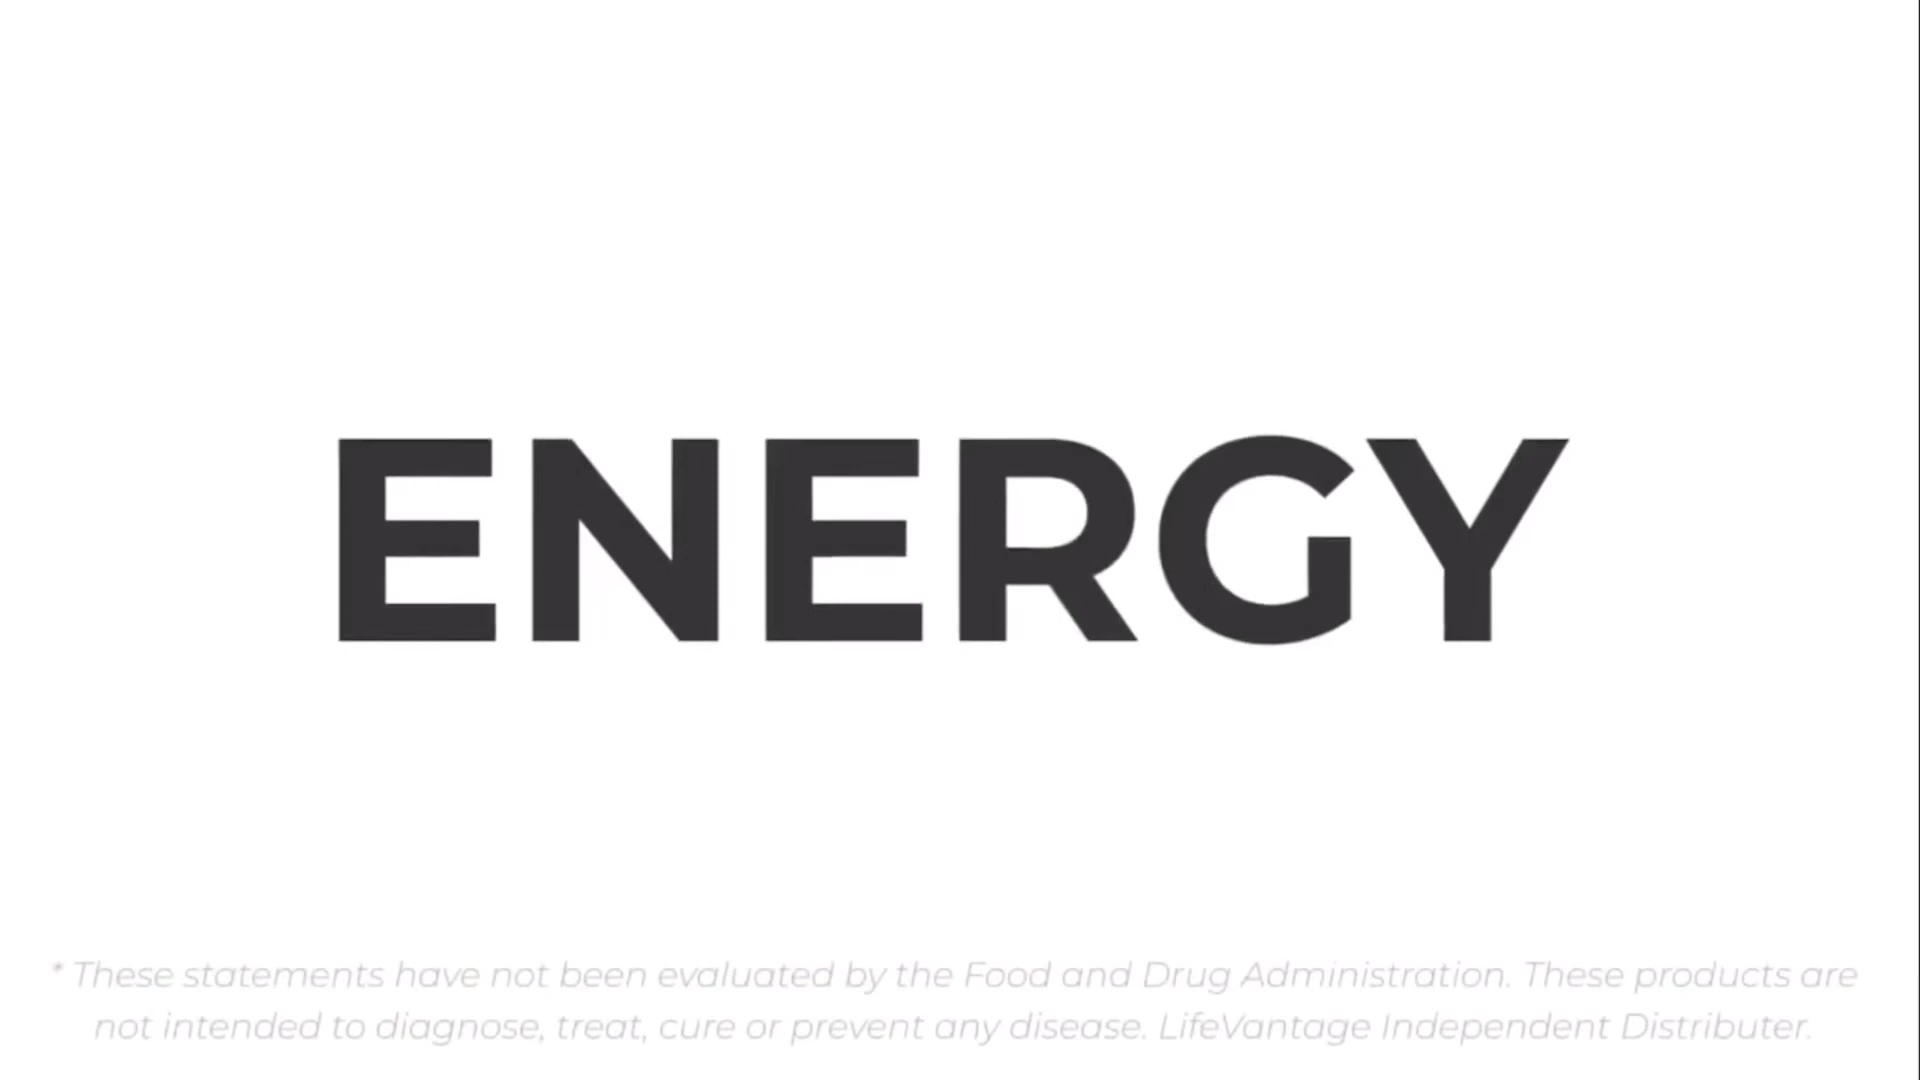 ENERGY
* These statements have not been evaluated by the Food and Drug Administration. These products are
not intended to diagnose, treat, cure or prevent any disease. LifeVantage Independent Distributer.